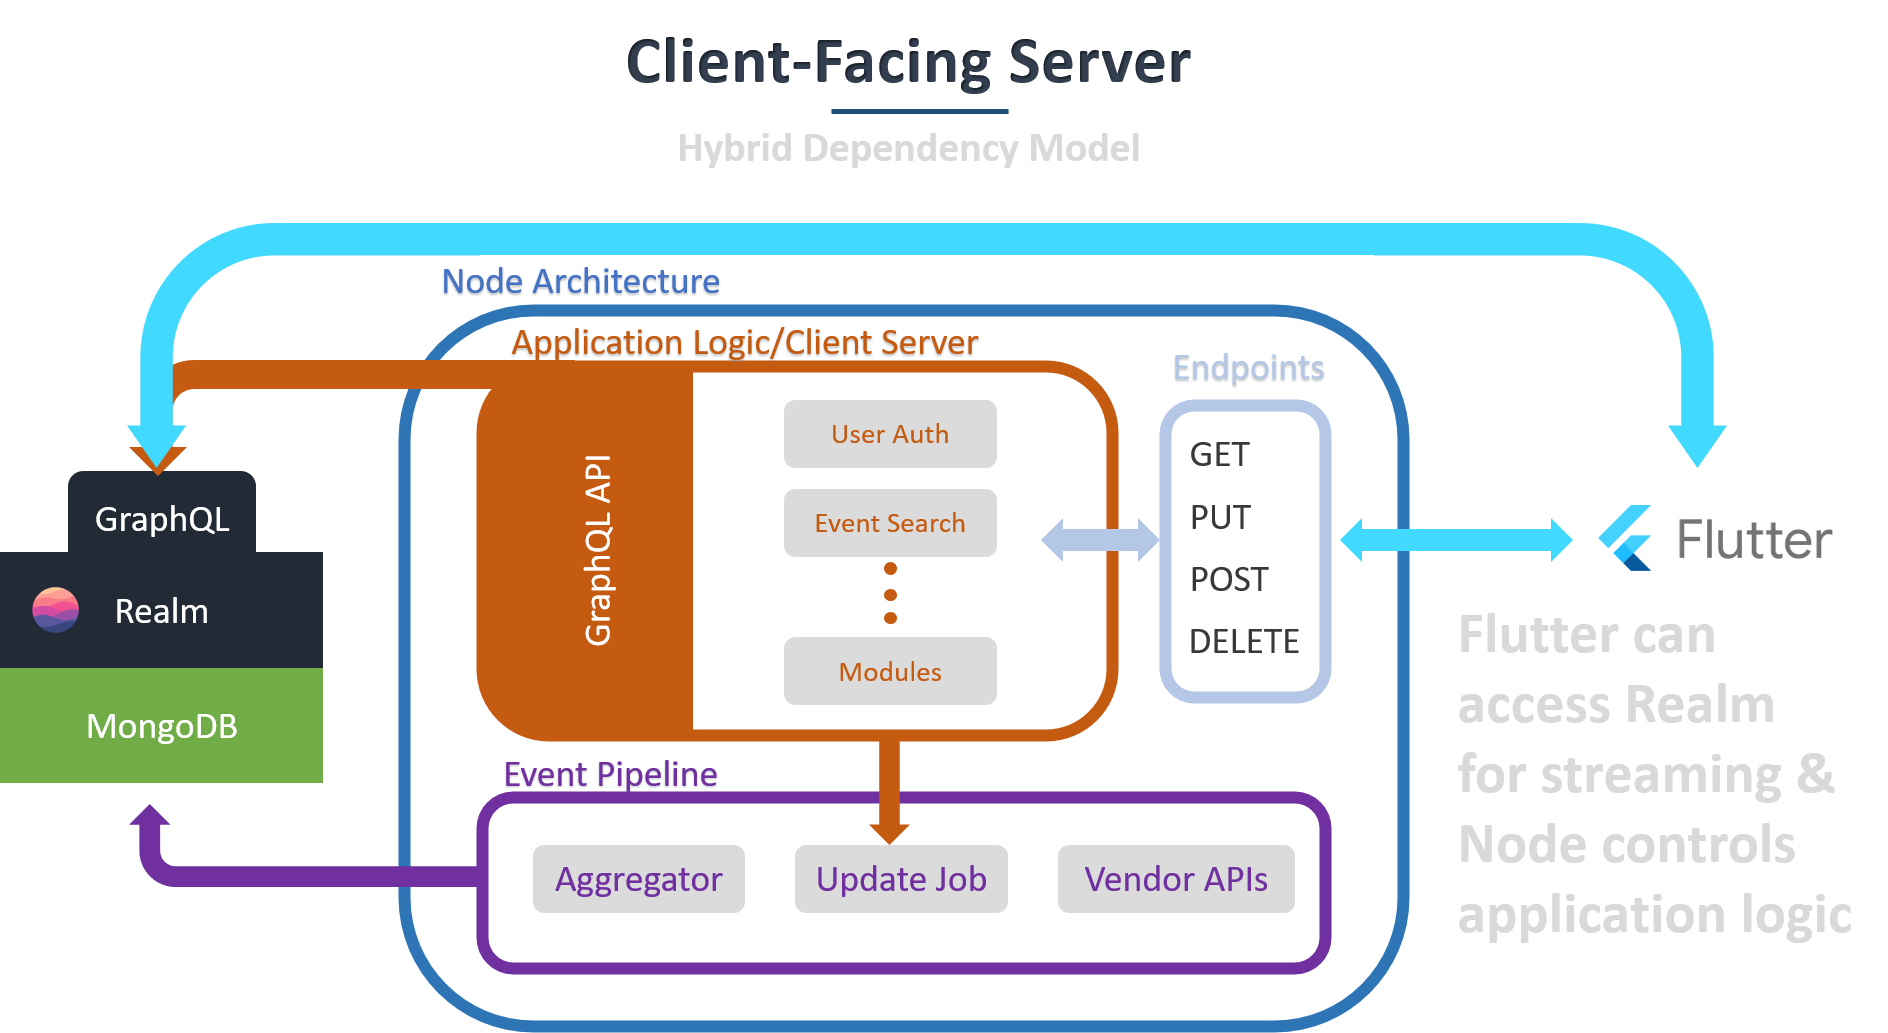 Client-Facing Server
Hybrid Dependency Model
Node Architecture
Application Logic/Client Server
GraphQL API
User Auth
Event Search
Modules
Endpoints
GET
PUT
POST
DELETE
GraphQL
Realm
MongoDB
Flutter
Flutter can
access Realm
for streaming &
Node controls
application logic
Event Pipeline
Aggregator
Update Job
Vendor APIs